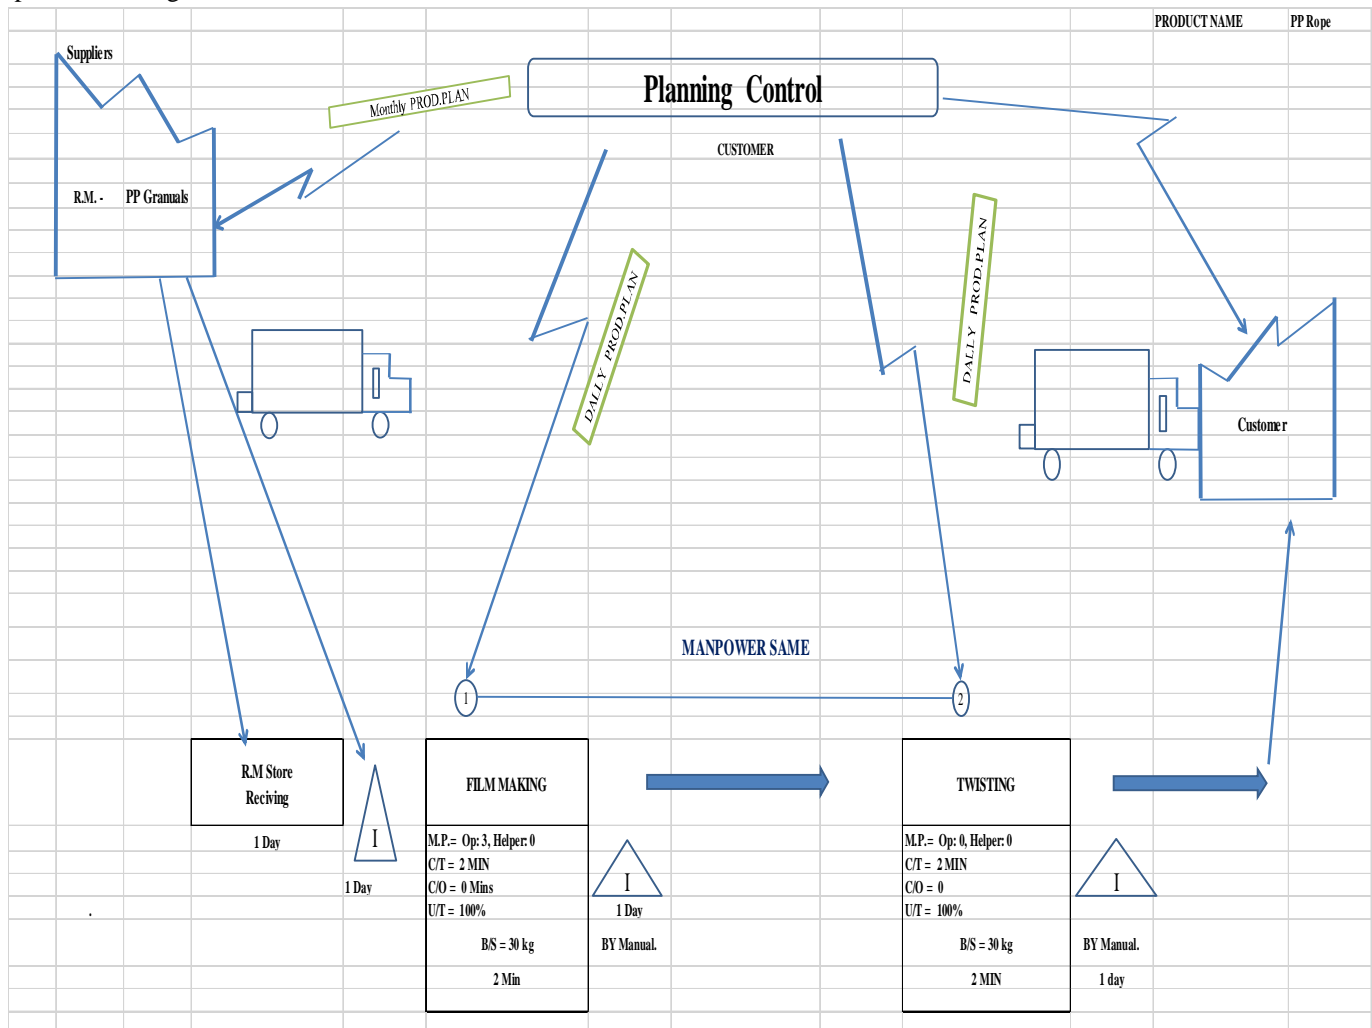 PRODUCT NAME PP Rope
Suppliers
Planning Control
Monthly PROD.PLAN
CUSTOMER
R.M. - PP Granuals
DALLY PROD.PLAN
DALLY PROD.PLAN
Customer
MANPOWER SAME
1
2
R.M Store
Reciving
1 Day
I
1 Day
FILM MAKING
M.P.= Op: 3, Helper: 0
C/T = 2 MIN
C/O = 0 Mins
U/T = 100%
B/S = 30 kg
2 Min
I
1 Day
BY Manual.
TWISTING
M.P.= Op: 0, Helper: 0
C/T = 2 MIN
C/O = 0
U/T = 100%
B/S = 30 kg
2 MIN
I
BY Manual.
1 day
.